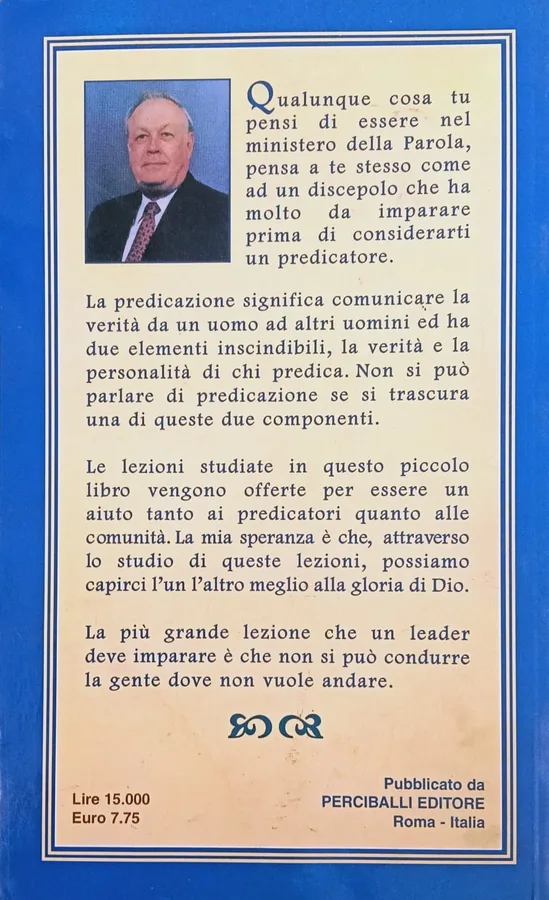 Qualunque cosa tu
pensi di essere nel
ministero della Parola,
pensa a te stesso come
ad un discepolo che ha
molto da imparare
prima di considerarti
un predicatore.
La predicazione significa comunicare la
verità da un uomo ad altri uomini ed ha
due elementi inscindibili, la verità e la
personalità di chi predica. Non si può
parlare di predicazione se si trascura
una di queste due componenti.
Le lezioni studiate in questo piccolo
libro vengono offerte per essere un
aiuto tanto ai predicatori quanto alle
comunità. La mia speranza è che, attraverso
lo studio di queste lezioni, possiamo
capirci l'un l'altro meglio alla gloria di Dio.
La più grande lezione che un leader
deve imparare è che non si può condurre
la gente dove non vuole andare.
Lire 15.000
Euro 7.75
Pubblicato da
PERCIBALLI EDITORE
Roma - Italia